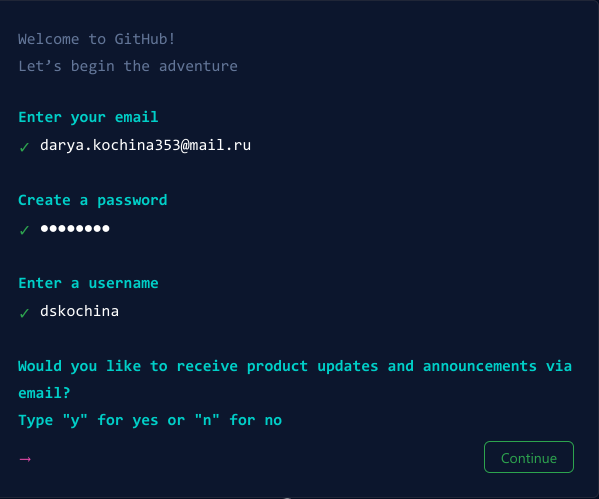 Welcome to GitHub!
Let’s begin the adventure
Enter your email
✓ darya.kochina353@mail.ru
Create a password
✓ ●●●●●●●●
Enter a username
✓ dskochina
Would you like to receive product updates and announcements via
email?
Type "y" for yes or "n" for no
→ Continue